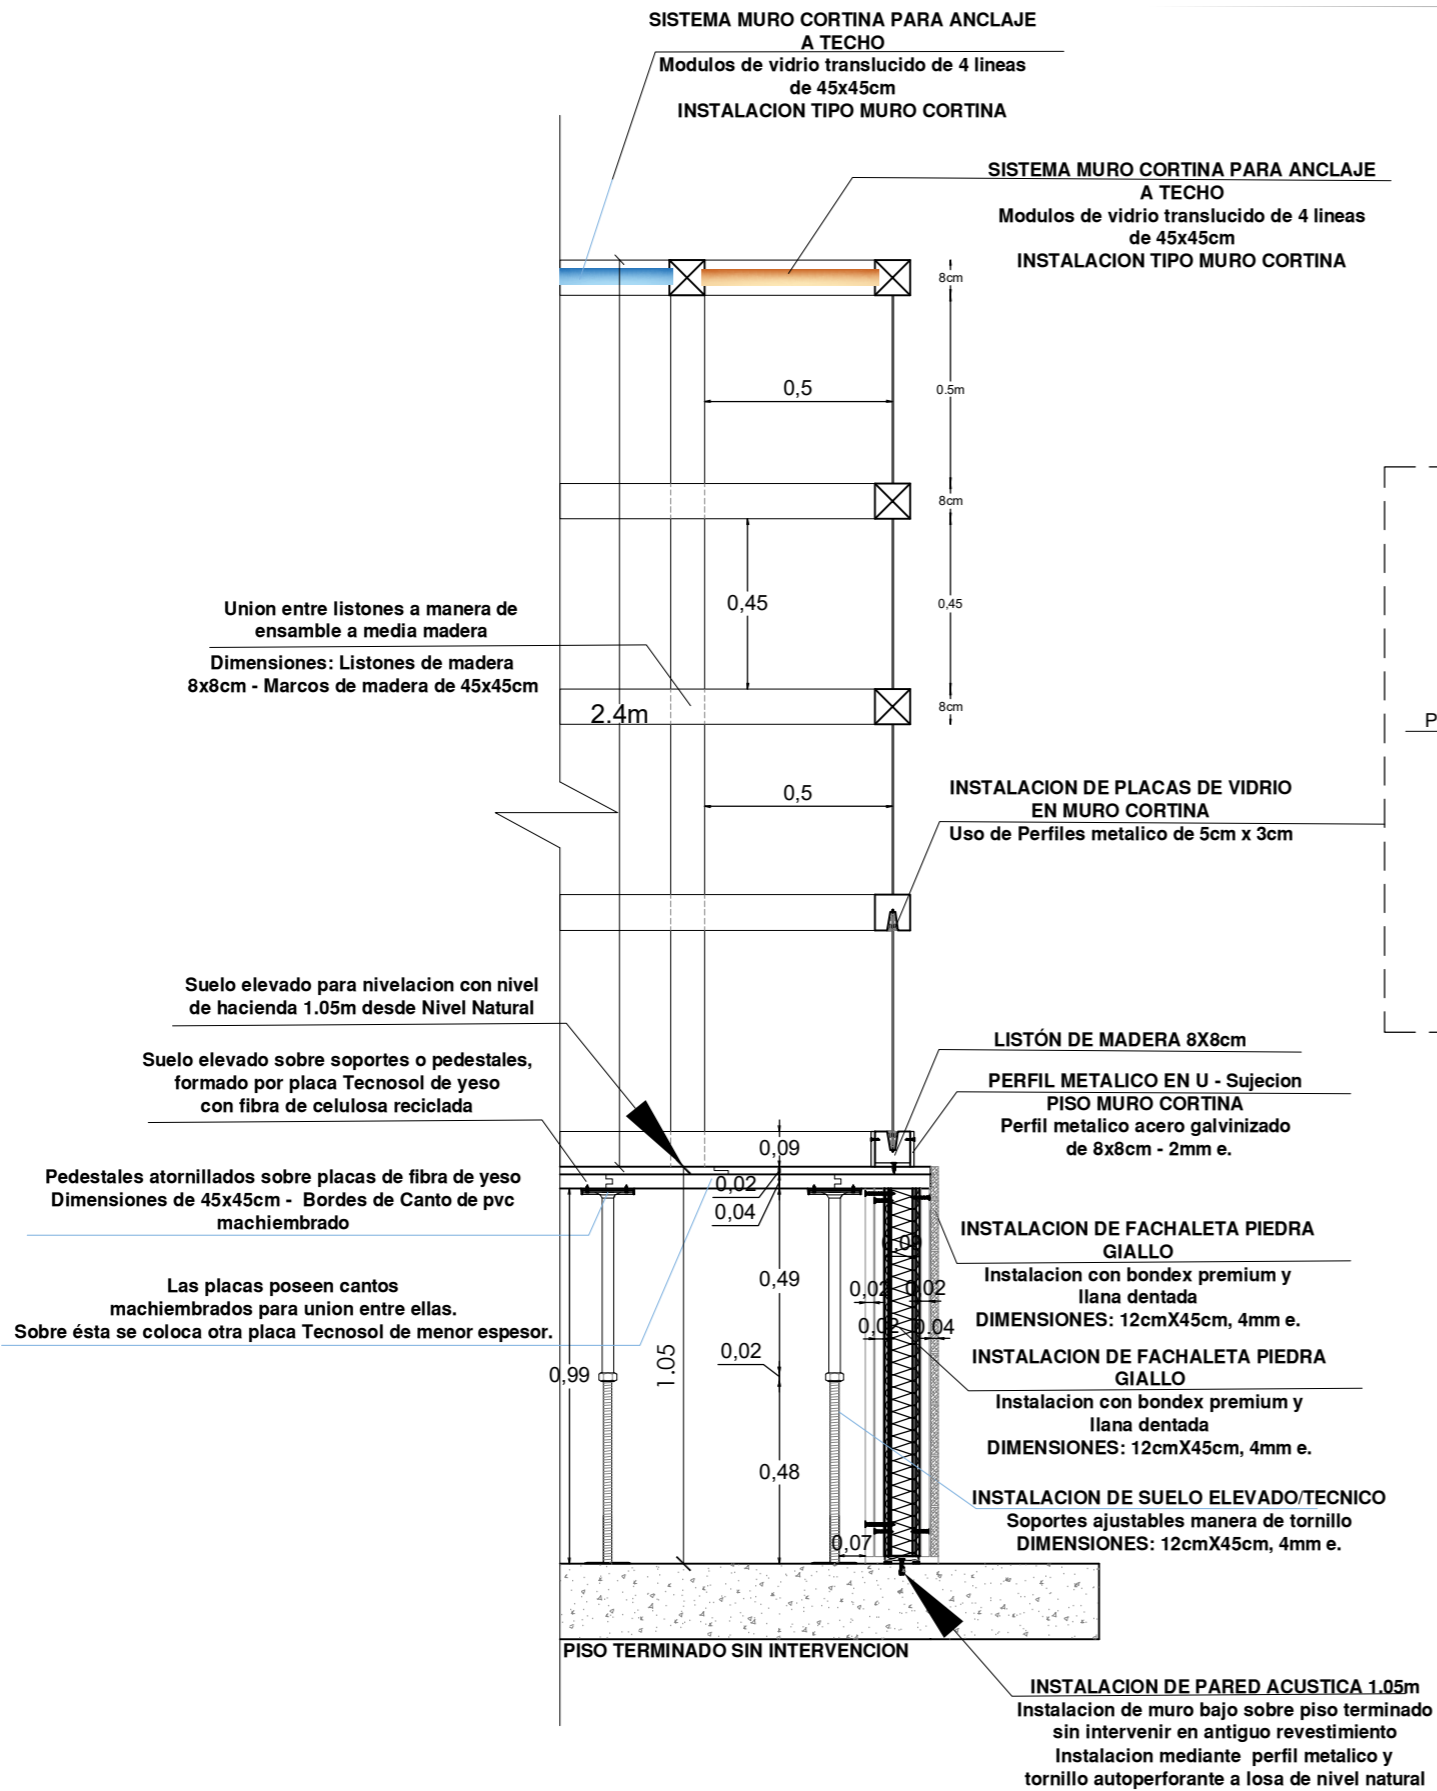 SISTEMA MURO CORTINA PARA ANCLAJE
A TECHO
Modulos de vidrio translucido de 4 lineas
de 45x45cm
INSTALACION TIPO MURO CORTINA
SISTEMA MURO CORTINA PARA ANCLAJE
A TECHO
Modulos de vidrio translucido de 4 lineas
de 45x45cm
INSTALACION TIPO MURO CORTINA
8cm
0,5
0.5m
8cm
0,45
0,45
Union entre listones a manera de
ensamble a media madera
Dimensiones: Listones de madera
8x8cm - Marcos de madera de 45x45cm
2.4m
8cm
P
0,5
INSTALACION DE PLACAS DE VIDRIO
EN MURO CORTINA
Uso de Perfiles metalico de 5cm x 3cm
Suelo elevado para nivelacion con nivel
de hacienda 1.05m desde Nivel Natural
LISTÓN DE MADERA 8X8cm
Suelo elevado sobre soportes o pedestales,
formado por placa Tecnosol de yeso
con fibra de celulosa reciclada
PERFIL METALICO EN U - Sujecion
PISO MURO CORTINA
Perfil metalico acero galvinizado
de 8x8cm - 2mm e.
0,09
Pedestales atornillados sobre placas de fibra de yeso
Dimensiones de 45x45cm - Bordes de Canto de pvc
machiembrado
0,02
0,04
INSTALACION DE FACHALETA PIEDRA
GIALLO
Instalacion con bondex premium y
llana dentada
DIMENSIONES: 12cmX45cm, 4mm e.
Las placas poseen cantos
machiembrados para union entre ellas.
Sobre ésta se coloca otra placa Tecnosol de menor espesor.
0,49
0,02
0,02
0,02
0.04
0,02
0,99
1.05
INSTALACION DE FACHALETA PIEDRA
GIALLO
Instalacion con bondex premium y
llana dentada
DIMENSIONES: 12cmX45cm, 4mm e.
0,48
INSTALACION DE SUELO ELEVADO/TECNICO
Soportes ajustables manera de tornillo
DIMENSIONES: 12cmX45cm, 4mm e.
0,07
PISO TERMINADO SIN INTERVENCION
INSTALACION DE PARED ACUSTICA 1.05m
Instalacion de muro bajo sobre piso terminado
sin intervenir en antiguo revestimiento
Instalacion mediante perfil metalico y
tornillo autoperforante a losa de nivel natural